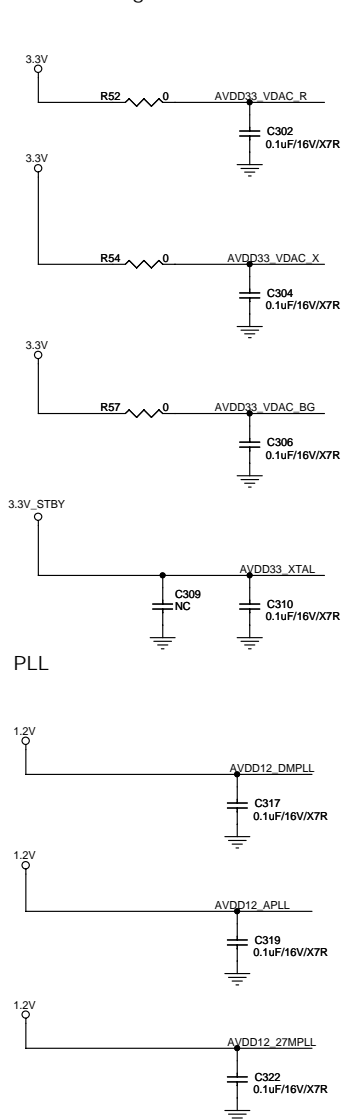 3.3V
R52 0 AVDD33_VDAC_R
C302
0.1uF/16V/X7R
3.3V
R54 0 AVDD33_VDAC_X
C304
0.1uF/16V/X7R
3.3V
R57 0 AVDD33_VDAC_BG
C306
0.1uF/16V/X7R
3.3V_STBY
AVDD33_XTAL
C309
NC
C310
0.1uF/16V/X7R
PLL
1.2V
AVDD12_DMPLL
C317
0.1uF/16V/X7R
1.2V
AVDD12_APLL
C319
0.1uF/16V/X7R
1.2V
AVDD12_27MPLL
C322
0.1uF/16V/X7R